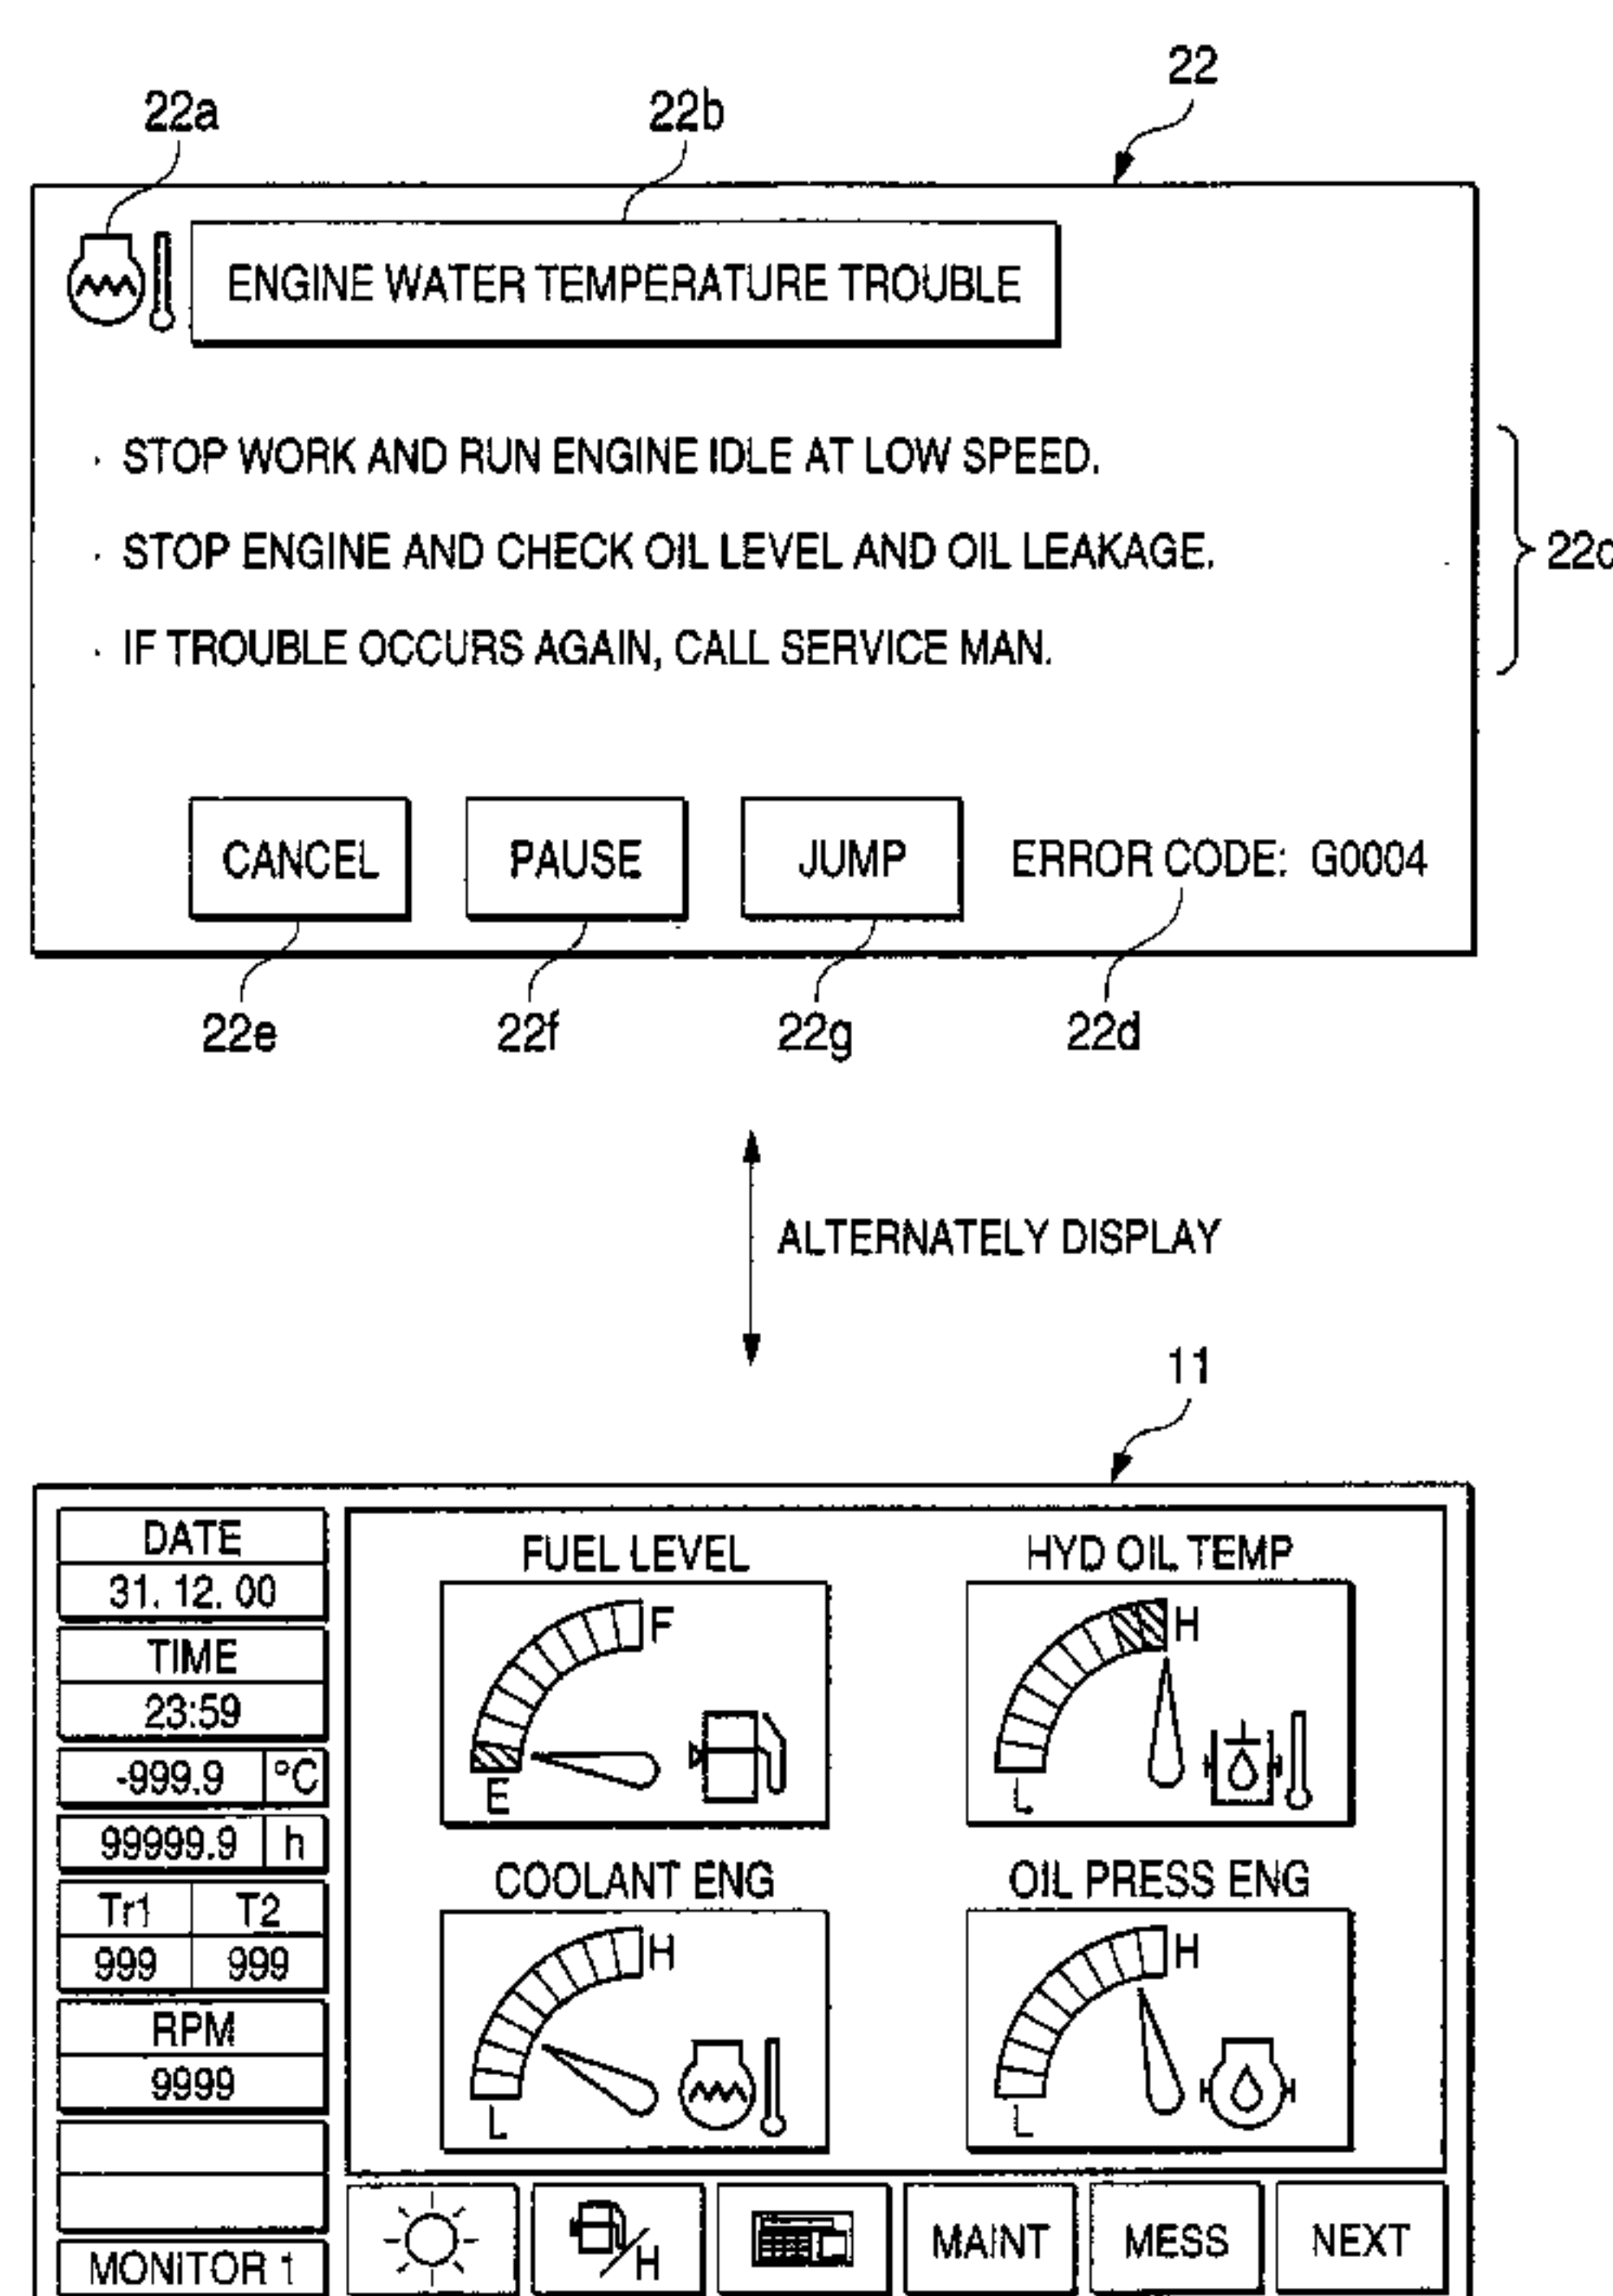 22
22a
22b
ENGINE WATER TEMPERATURE TROUBLE
· STOP WORK AND RUN ENGINE IDLE AT LOW SPEED.
· STOP ENGINE AND CHECK OIL LEVEL AND OIL LEAKAGE.
· IF TROUBLE OCCURS AGAIN, CALL SERVICE MAN.
22c
CANCEL PAUSE JUMP ERROR CODE: G0004
22e 22f 22g 22d
ALTERNATELY DISPLAY
11
DATE
31. 12. 00
TIME
23:59
-999.9 °C
99999.9 h
Tr1 T2
999 999
RPM
9999
MONITOR 1
FUEL LEVEL
F
E
HYD OIL TEMP
H
L
COOLANT ENG
H
L
OIL PRESS ENG
H
L
/H
MAINT
MESS
NEXT